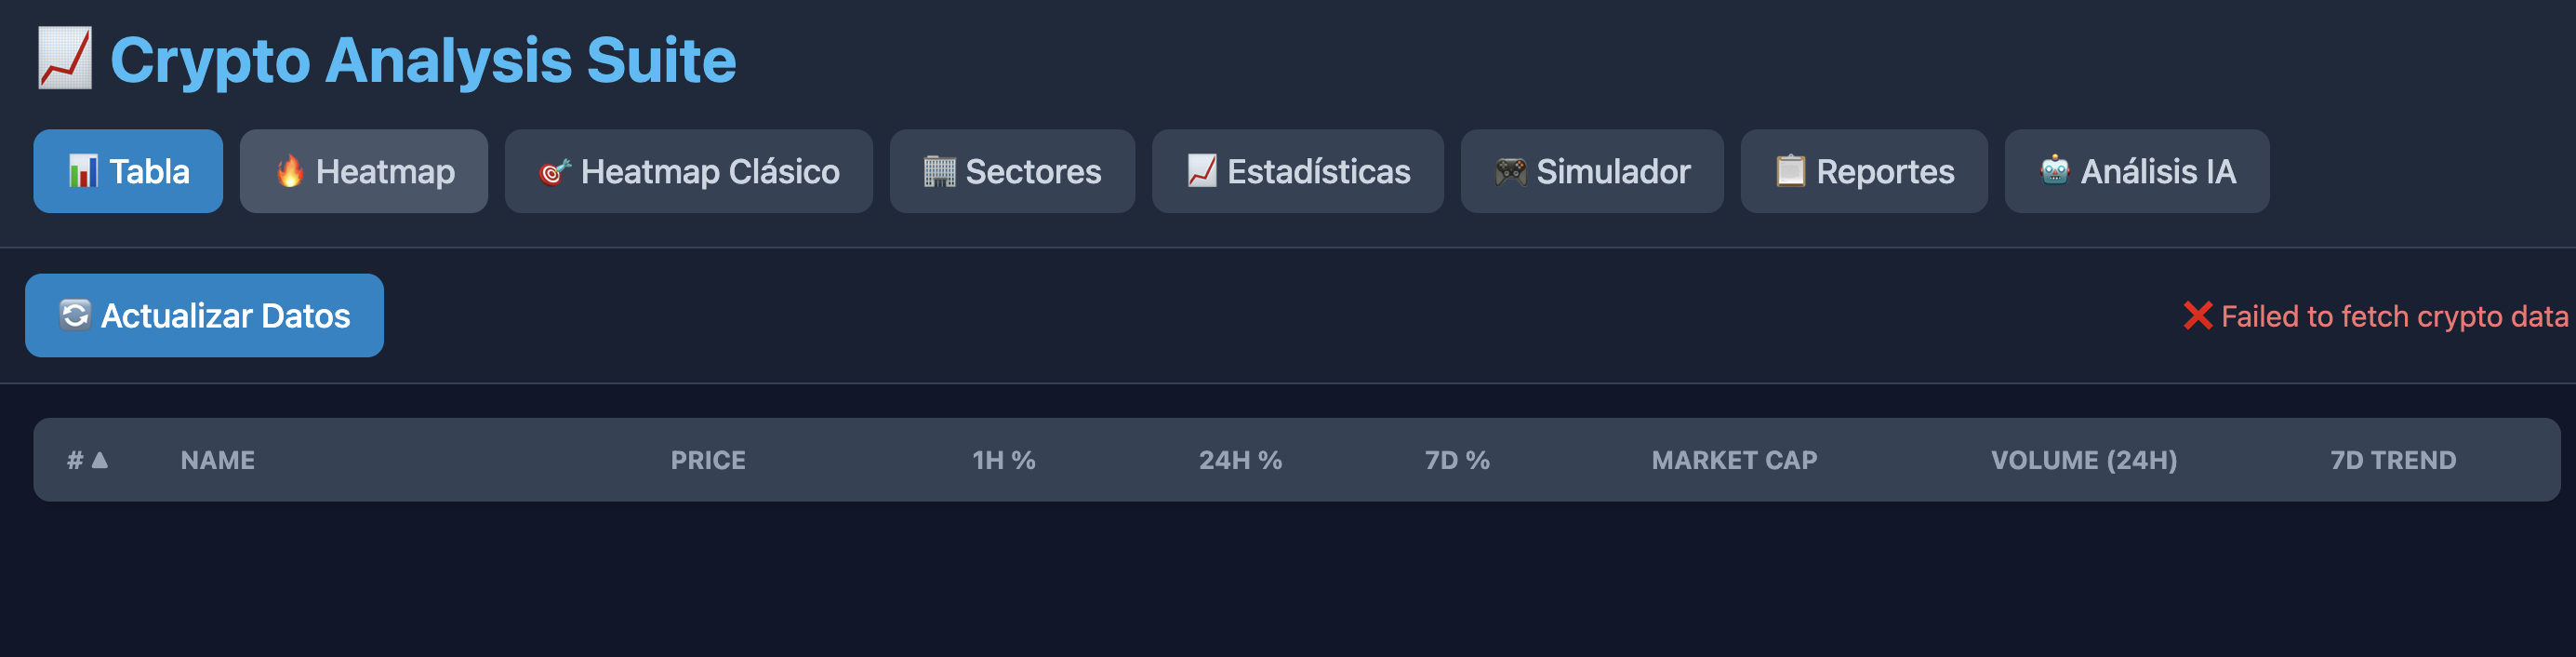 Crypto Analysis Suite
Tabla Heatmap Heatmap Clásico Sectores Estadísticas Simulador Reportes Análisis IA
Actualizar Datos Failed to fetch crypto data
# ▲ NAME PRICE 1H % 24H % 7D % MARKET CAP VOLUME (24H) 7D TREND